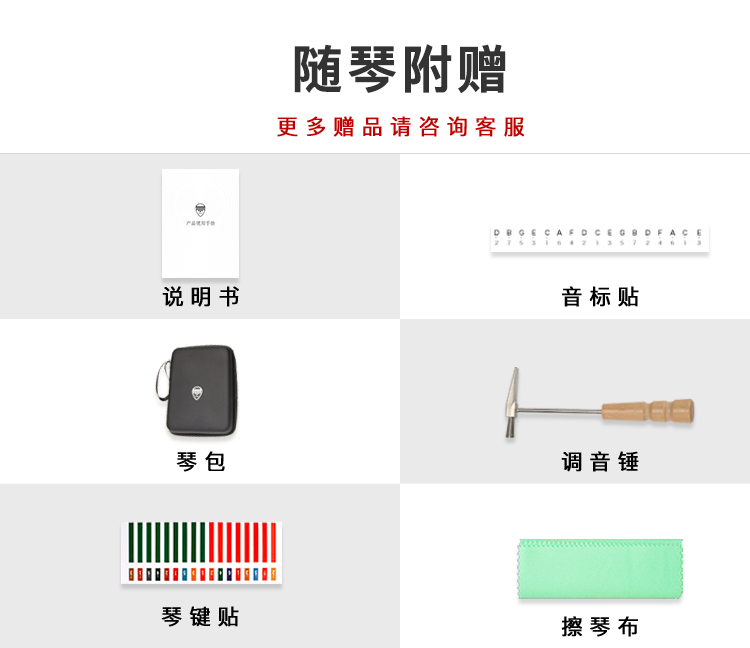 随琴附赠
更多赠品请咨询客服
产品使用手册
说明书
D B G E C A F D C E G B D F A C E
2 7 5 3 1 6 4 2 1 3 5 7 2 4 6 1 3
音标贴
琴包
调音锤
琴键贴
擦琴布